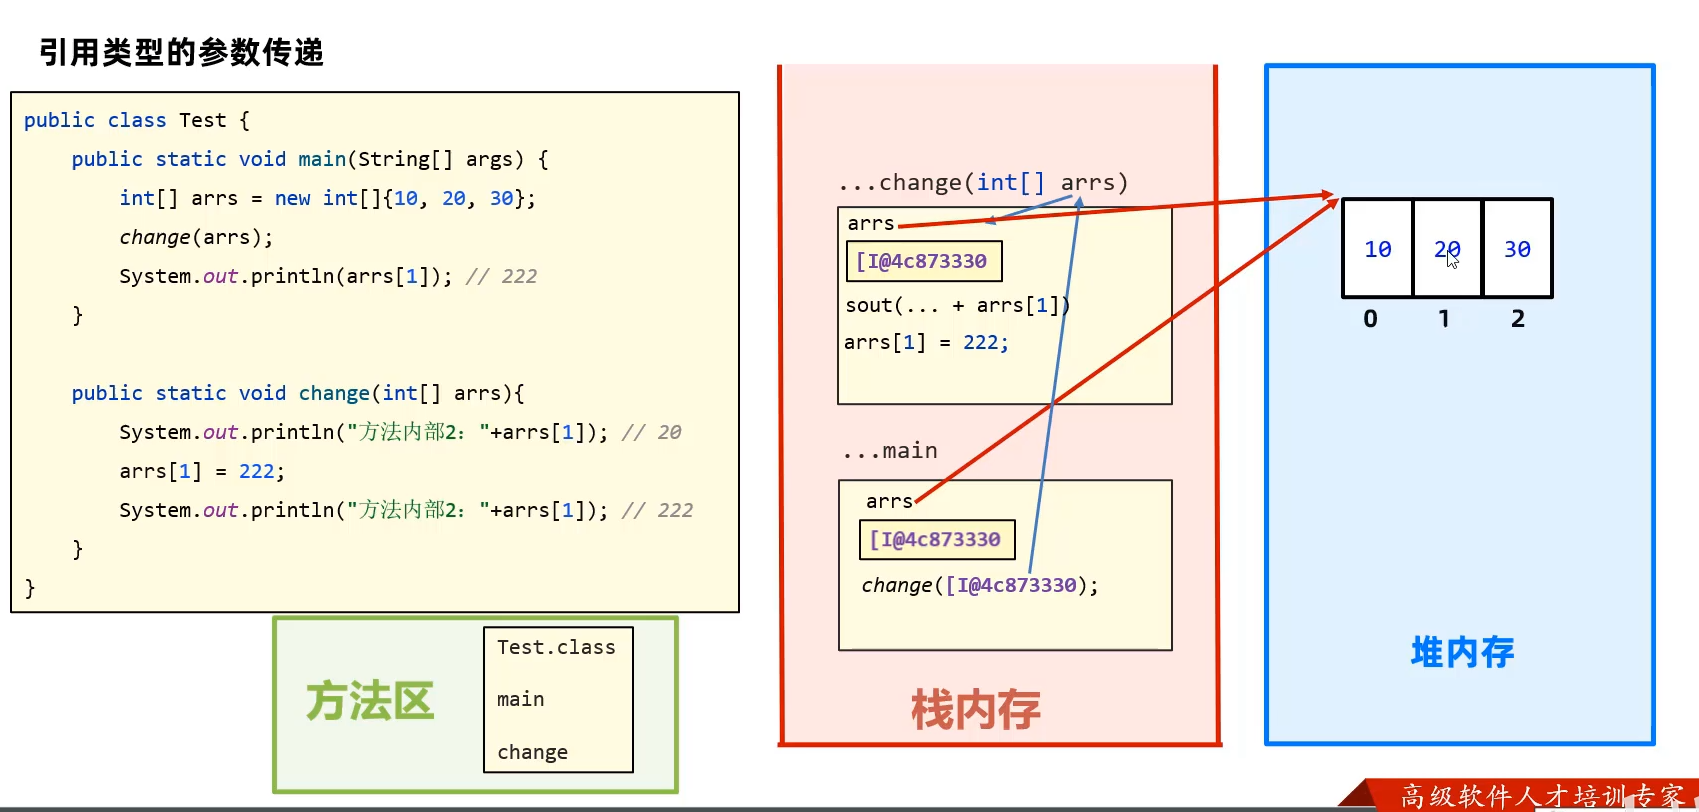 引用类型的参数传递
public class Test {
public static void main(String[] args) {
int[] arrs = new int[]{10, 20, 30};
change(arrs);
System.out.println(arrs[1]); // 222
}
public static void change(int[] arrs){
System.out.println("方法内部2："+arrs[1]); // 20
arrs[1] = 222;
System.out.println("方法内部2："+arrs[1]); // 222
}
}
方法区
Test.class
main
change
...change(int[] arrs)
arrs
[I@4c873330
sout(... + arrs[1])
arrs[1] = 222;
...main
arrs
[I@4c873330
change([I@4c873330);
栈内存
10 20 30
0 1 2
堆内存
高级软件人才培训专家